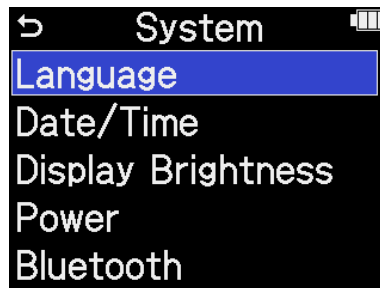 System
Language
Date/Time
Display Brightness
Power
Bluetooth